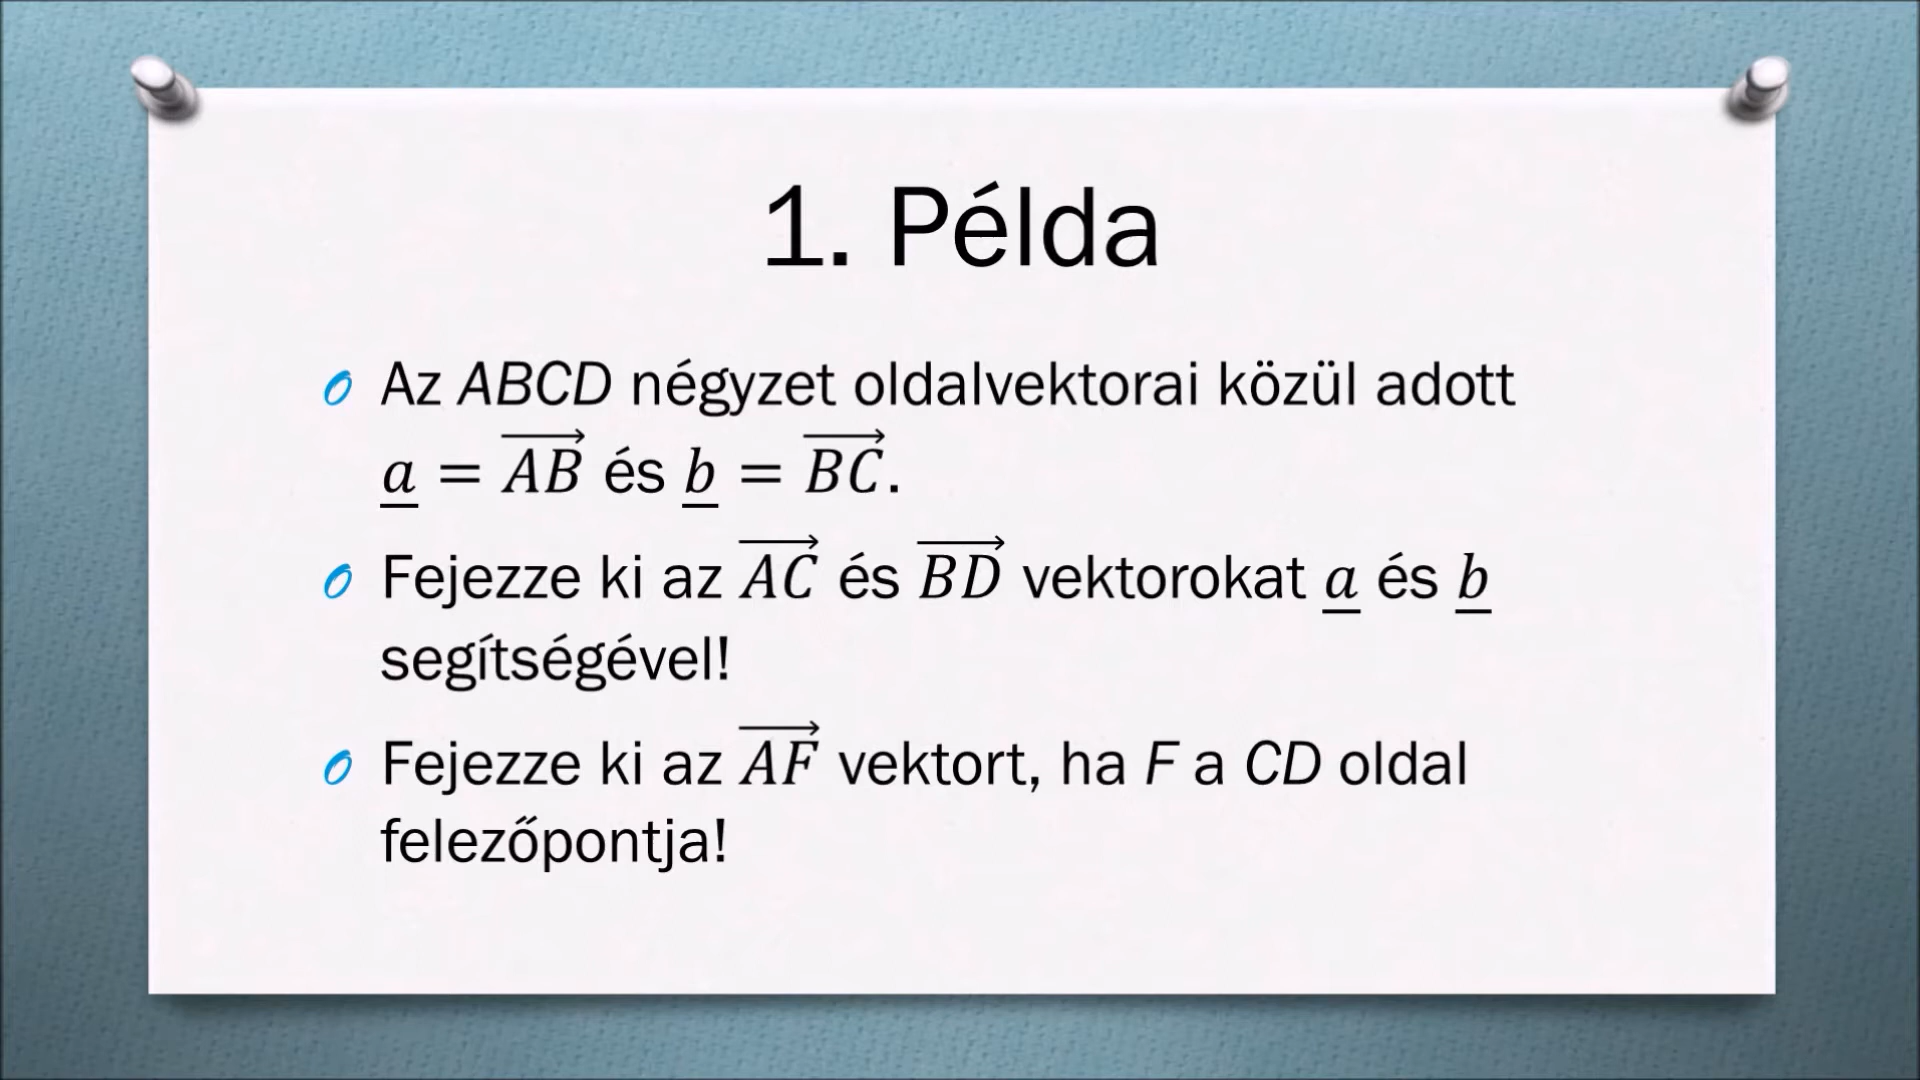 1. Példa
Az ABCD négyzet oldalvektorai közül adott
a = AB és b = BC.
Fejezze ki az AC és BD vektorokat a és b
segítségével!
Fejezze ki az AF vektort, ha F a CD oldal
felezőpontja!